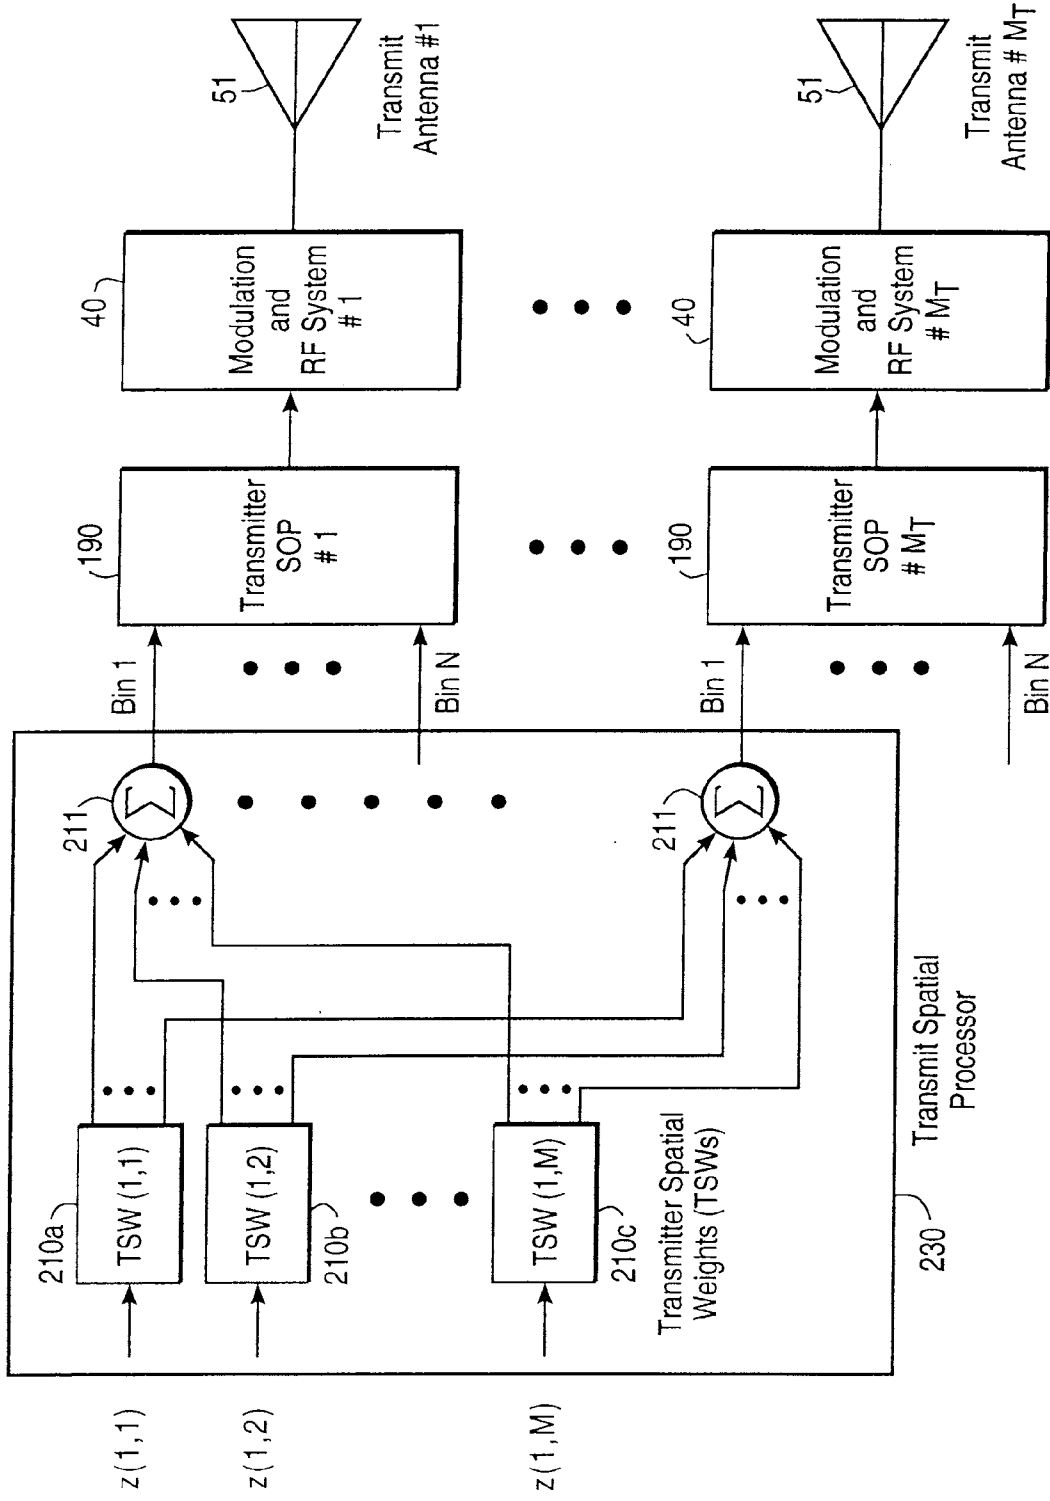 z(1,1)
z(1,2)
z(1,M)
210a
TSW (1,1)
TSW (1,2)
210b
TSW (1,M)
210c
Transmitter Spatial
Weights (TSWs)
211
Σ
211
Σ
230
Transmit Spatial
Processor
Bin 1
Bin N
Bin 1
Bin N
190
Transmitter
SOP
# 1
190
Transmitter
SOP
# MT
40
Modulation
and
RF System
# 1
40
Modulation
and
RF System
# MT
51
Transmit
Antenna #1
51
Transmit
Antenna # MT